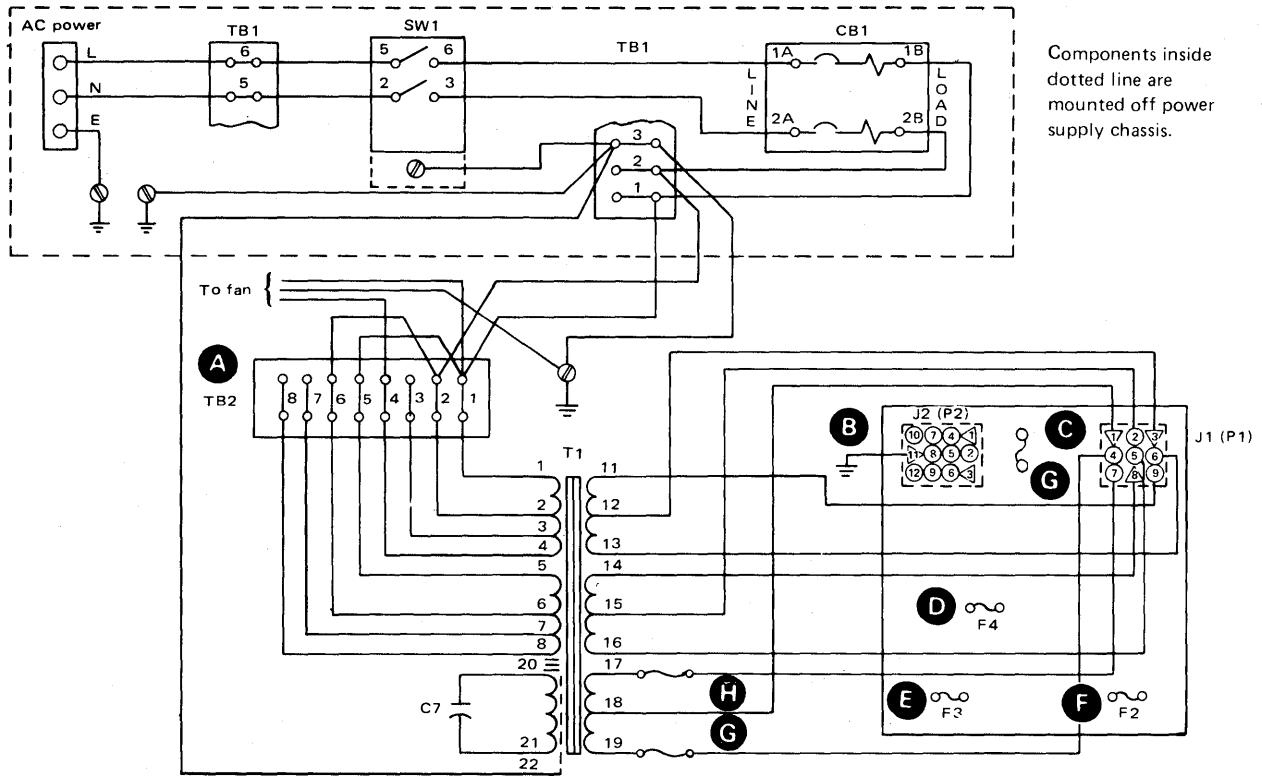 AC power
TB1
SW1
TB1
CB1
L
6
5
6
1A
1B
N
5
2
3
2A
2B
E
LINE
LOAD
3
2
1
Components inside
dotted line are
mounted off power
supply chassis.
To fan
A
TB2
8 7 6 5 4 3 2 1
T1
1
2
3
4
5
6
7
8
20
21
22
C7
11
12
13
14
15
16
17
18
19
B
J2 (P2)
10 7 4 1
11 8 5 2
12 9 6 3
C
G
J1 (P1)
1 2 3
4 5 6
7 8 9
D
F4
H
G
E
F3
F
F2